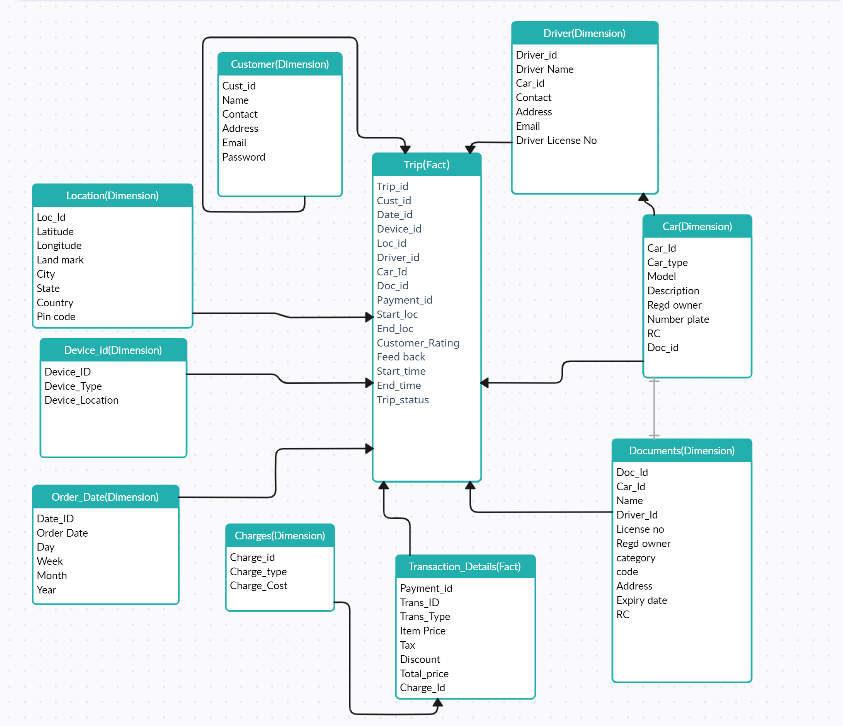 Driver(Dimension)
Driver_id
Driver Name
Car_id
Contact
Address
Email
Driver License No
Customer(Dimension)
Cust_id
Name
Contact
Address
Email
Password
Trip(Fact)
Trip_id
Cust_id
Date_id
Device_id
Loc_id
Driver_id
Car_Id
Doc_id
Payment_id
Start_loc
End_loc
Customer_Rating
Feed back
Start_time
End_time
Trip_status
Location(Dimension)
Loc_Id
Latitude
Longitude
Land mark
City
State
Country
Pin code
Car(Dimension)
Car_Id
Car_type
Model
Description
Regd owner
Number plate
RC
Doc_id
Device_id(Dimension)
Device_ID
Device_Type
Device_Location
Documents(Dimension)
Doc_Id
Car_Id
Name
Driver_Id
License no
Regd owner
category
code
Address
Expiry date
RC
Order_Date(Dimension)
Date_ID
Order Date
Day
Week
Month
Year
Charges(Dimension)
Charge_id
Charge_type
Charge_Cost
Transaction_Details(Fact)
Payment_id
Trans_ID
Trans_Type
Item Price
Tax
Discount
Total_price
Charge_Id